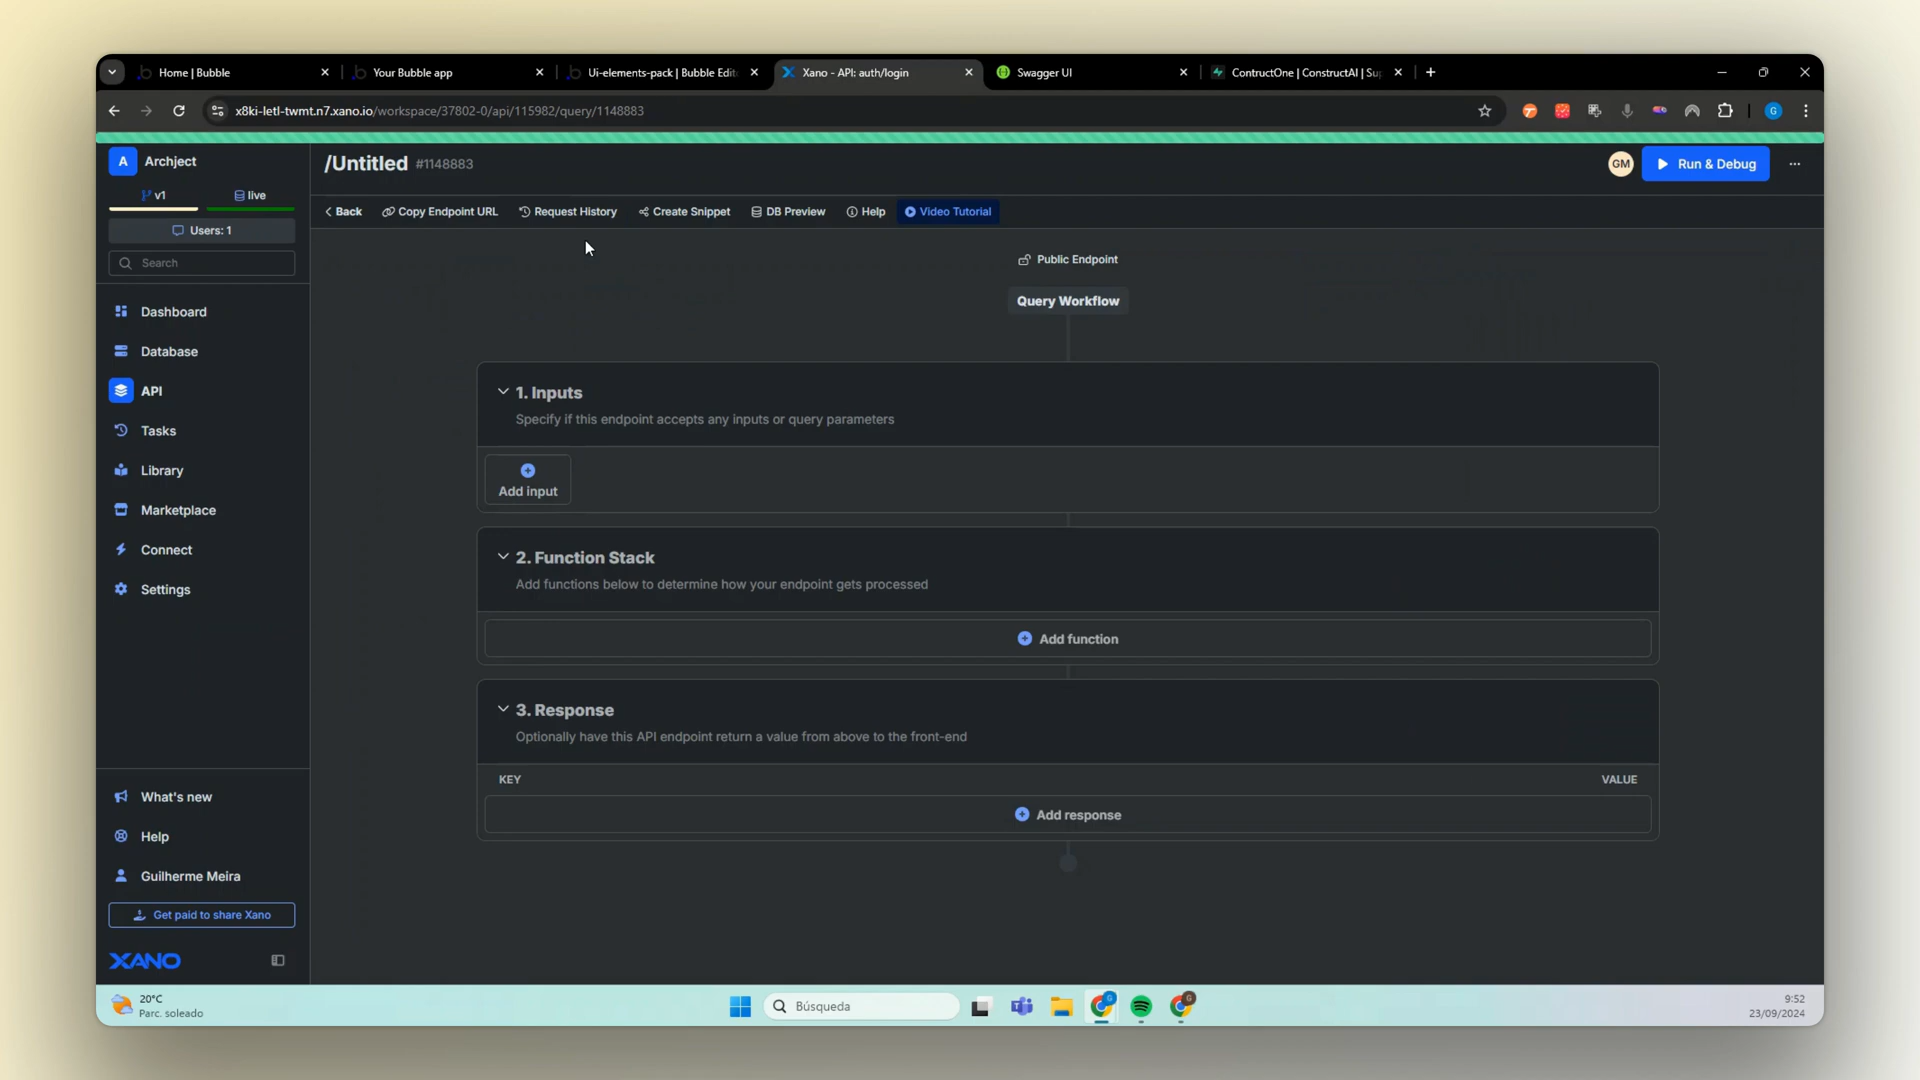 Home | Bubble
Your Bubble app
Ui-elements-pack | Bubble Edit
Xano - API: auth/login
Swagger UI
ContructOne | ConstructAI | Su
x8ki-letl-twmt.n7.xano.io/workspace/37802-0/api/115982/query/1148883
G
A
Archject
/Untitled #1148883
GM
Run & Debug
v1
live
Back
Copy Endpoint URL
Request History
Create Snippet
DB Preview
Help
Video Tutorial
Users: 1
Search
Public Endpoint
Query Workflow
Dashboard
Database
API
Tasks
Library
Marketplace
Connect
Settings
1. Inputs
Specify if this endpoint accepts any inputs or query parameters
Add input
2. Function Stack
Add functions below to determine how your endpoint gets processed
Add function
3. Response
Optionally have this API endpoint return a value from above to the front-end
KEY
VALUE
Add response
What's new
Help
Guilherme Meira
Get paid to share Xano
XANO
20°C
Parc. soleado
Búsqueda
9:52
23/09/2024